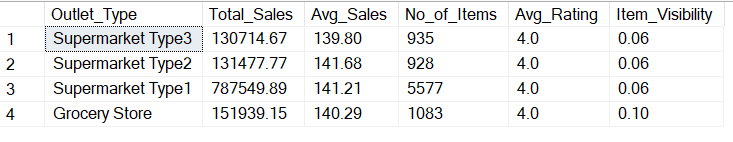 Outlet_Type Total_Sales Avg_Sales No_of_Items Avg_Rating Item_Visibility
1 Supermarket Type3 130714.67 139.80 935 4.0 0.06
2 Supermarket Type2 131477.77 141.68 928 4.0 0.06
3 Supermarket Type1 787549.89 141.21 5577 4.0 0.06
4 Grocery Store 151939.15 140.29 1083 4.0 0.10